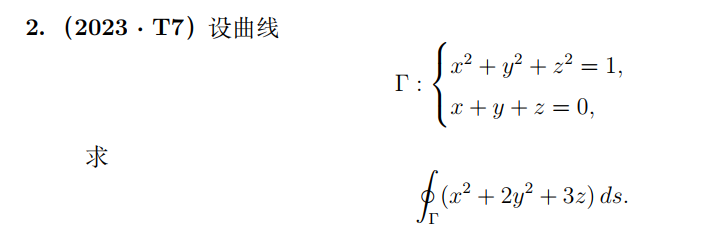 2. (2023 · T7) 设曲线
Γ : { x² + y² + z² = 1,
x + y + z = 0,
求
∮_Γ (x² + 2y² + 3z) ds.